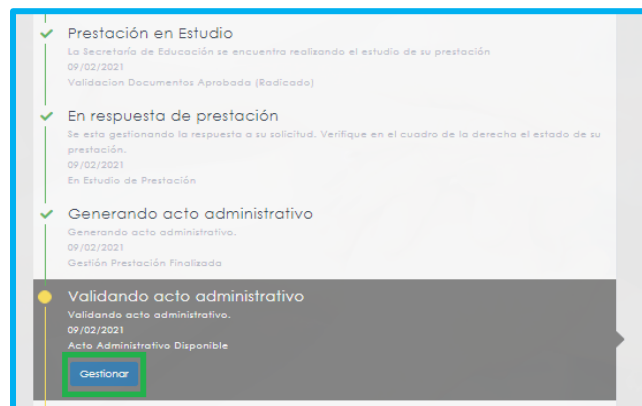 Prestación en Estudio
La Secretaría de Educación se encuentra realizando el estudio de su prestación
09/02/2021
Validacion Documentos Aprobada (Radicado)
En respuesta de prestación
Se esta gestionando la respuesta a su solicitud. Verifique en el cuadro de la derecha el estado de su
prestación.
09/02/2021
En Estudio de Prestación
Generando acto administrativo
Generando acto administrativo.
09/02/2021
Gestión Prestación Finalizada
Validando acto administrativo
Validando acto administrativo.
09/02/2021
Acto Administrativo Disponible
Gestionar